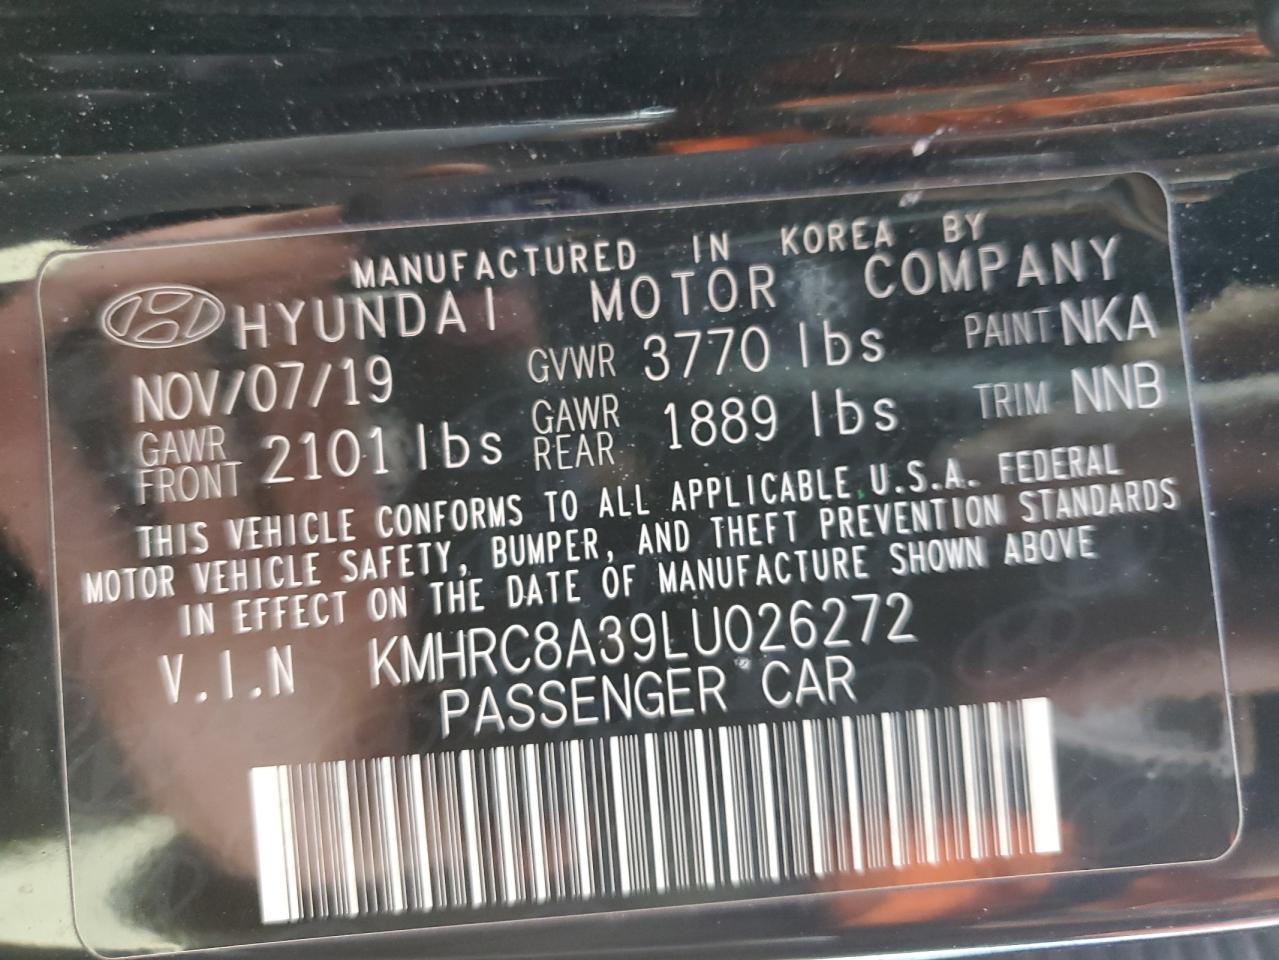 MANUFACTURED IN KOREA BY
HYUNDAI MOTOR COMPANY
NOV/07/19 GVWR 3770 lbs PAINT NKA
GAWR FRONT 2101 lbs GAWR REAR 1889 lbs TRIM NNB
THIS VEHICLE CONFORMS TO ALL APPLICABLE U.S.A. FEDERAL
MOTOR VEHICLE SAFETY, BUMPER, AND THEFT PREVENTION STANDARDS
IN EFFECT ON THE DATE OF MANUFACTURE SHOWN ABOVE
V.I.N KMHRC8A39LU026272
PASSENGER CAR